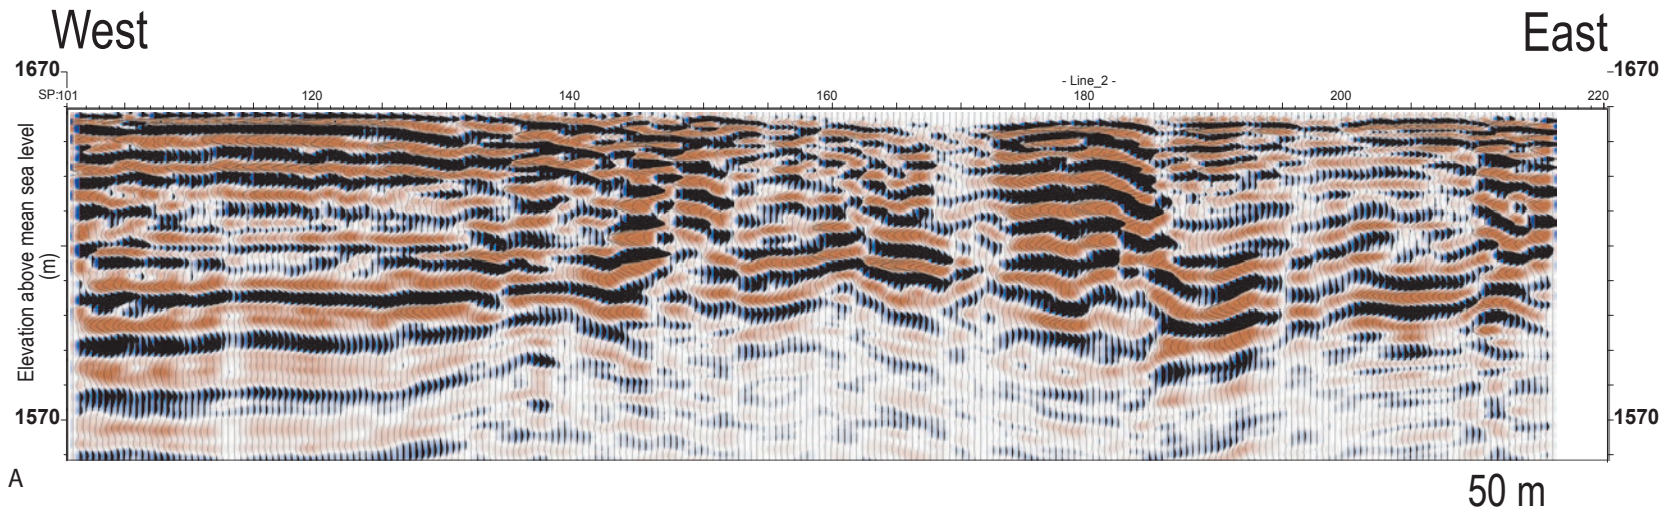 West East
1670 1670
- Line_2 -
SP:101 120 140 160 180 200 220
Elevation above mean sea level
(m)
1570 1570
A
50 m